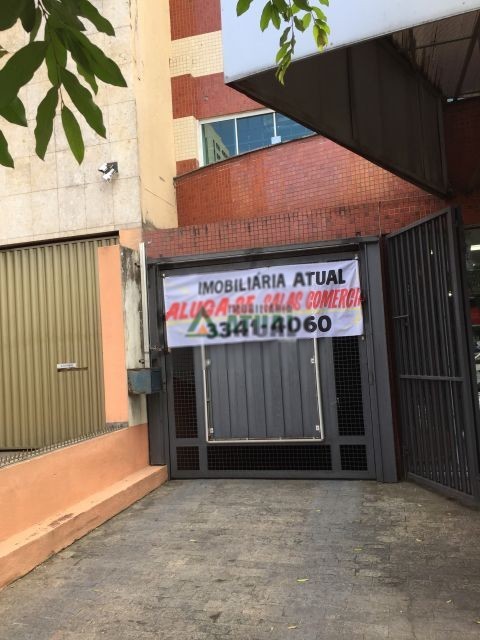 IMOBILIÁRIA ATUAL
ALUGA-SE SALAS COMERCI
3341-4060